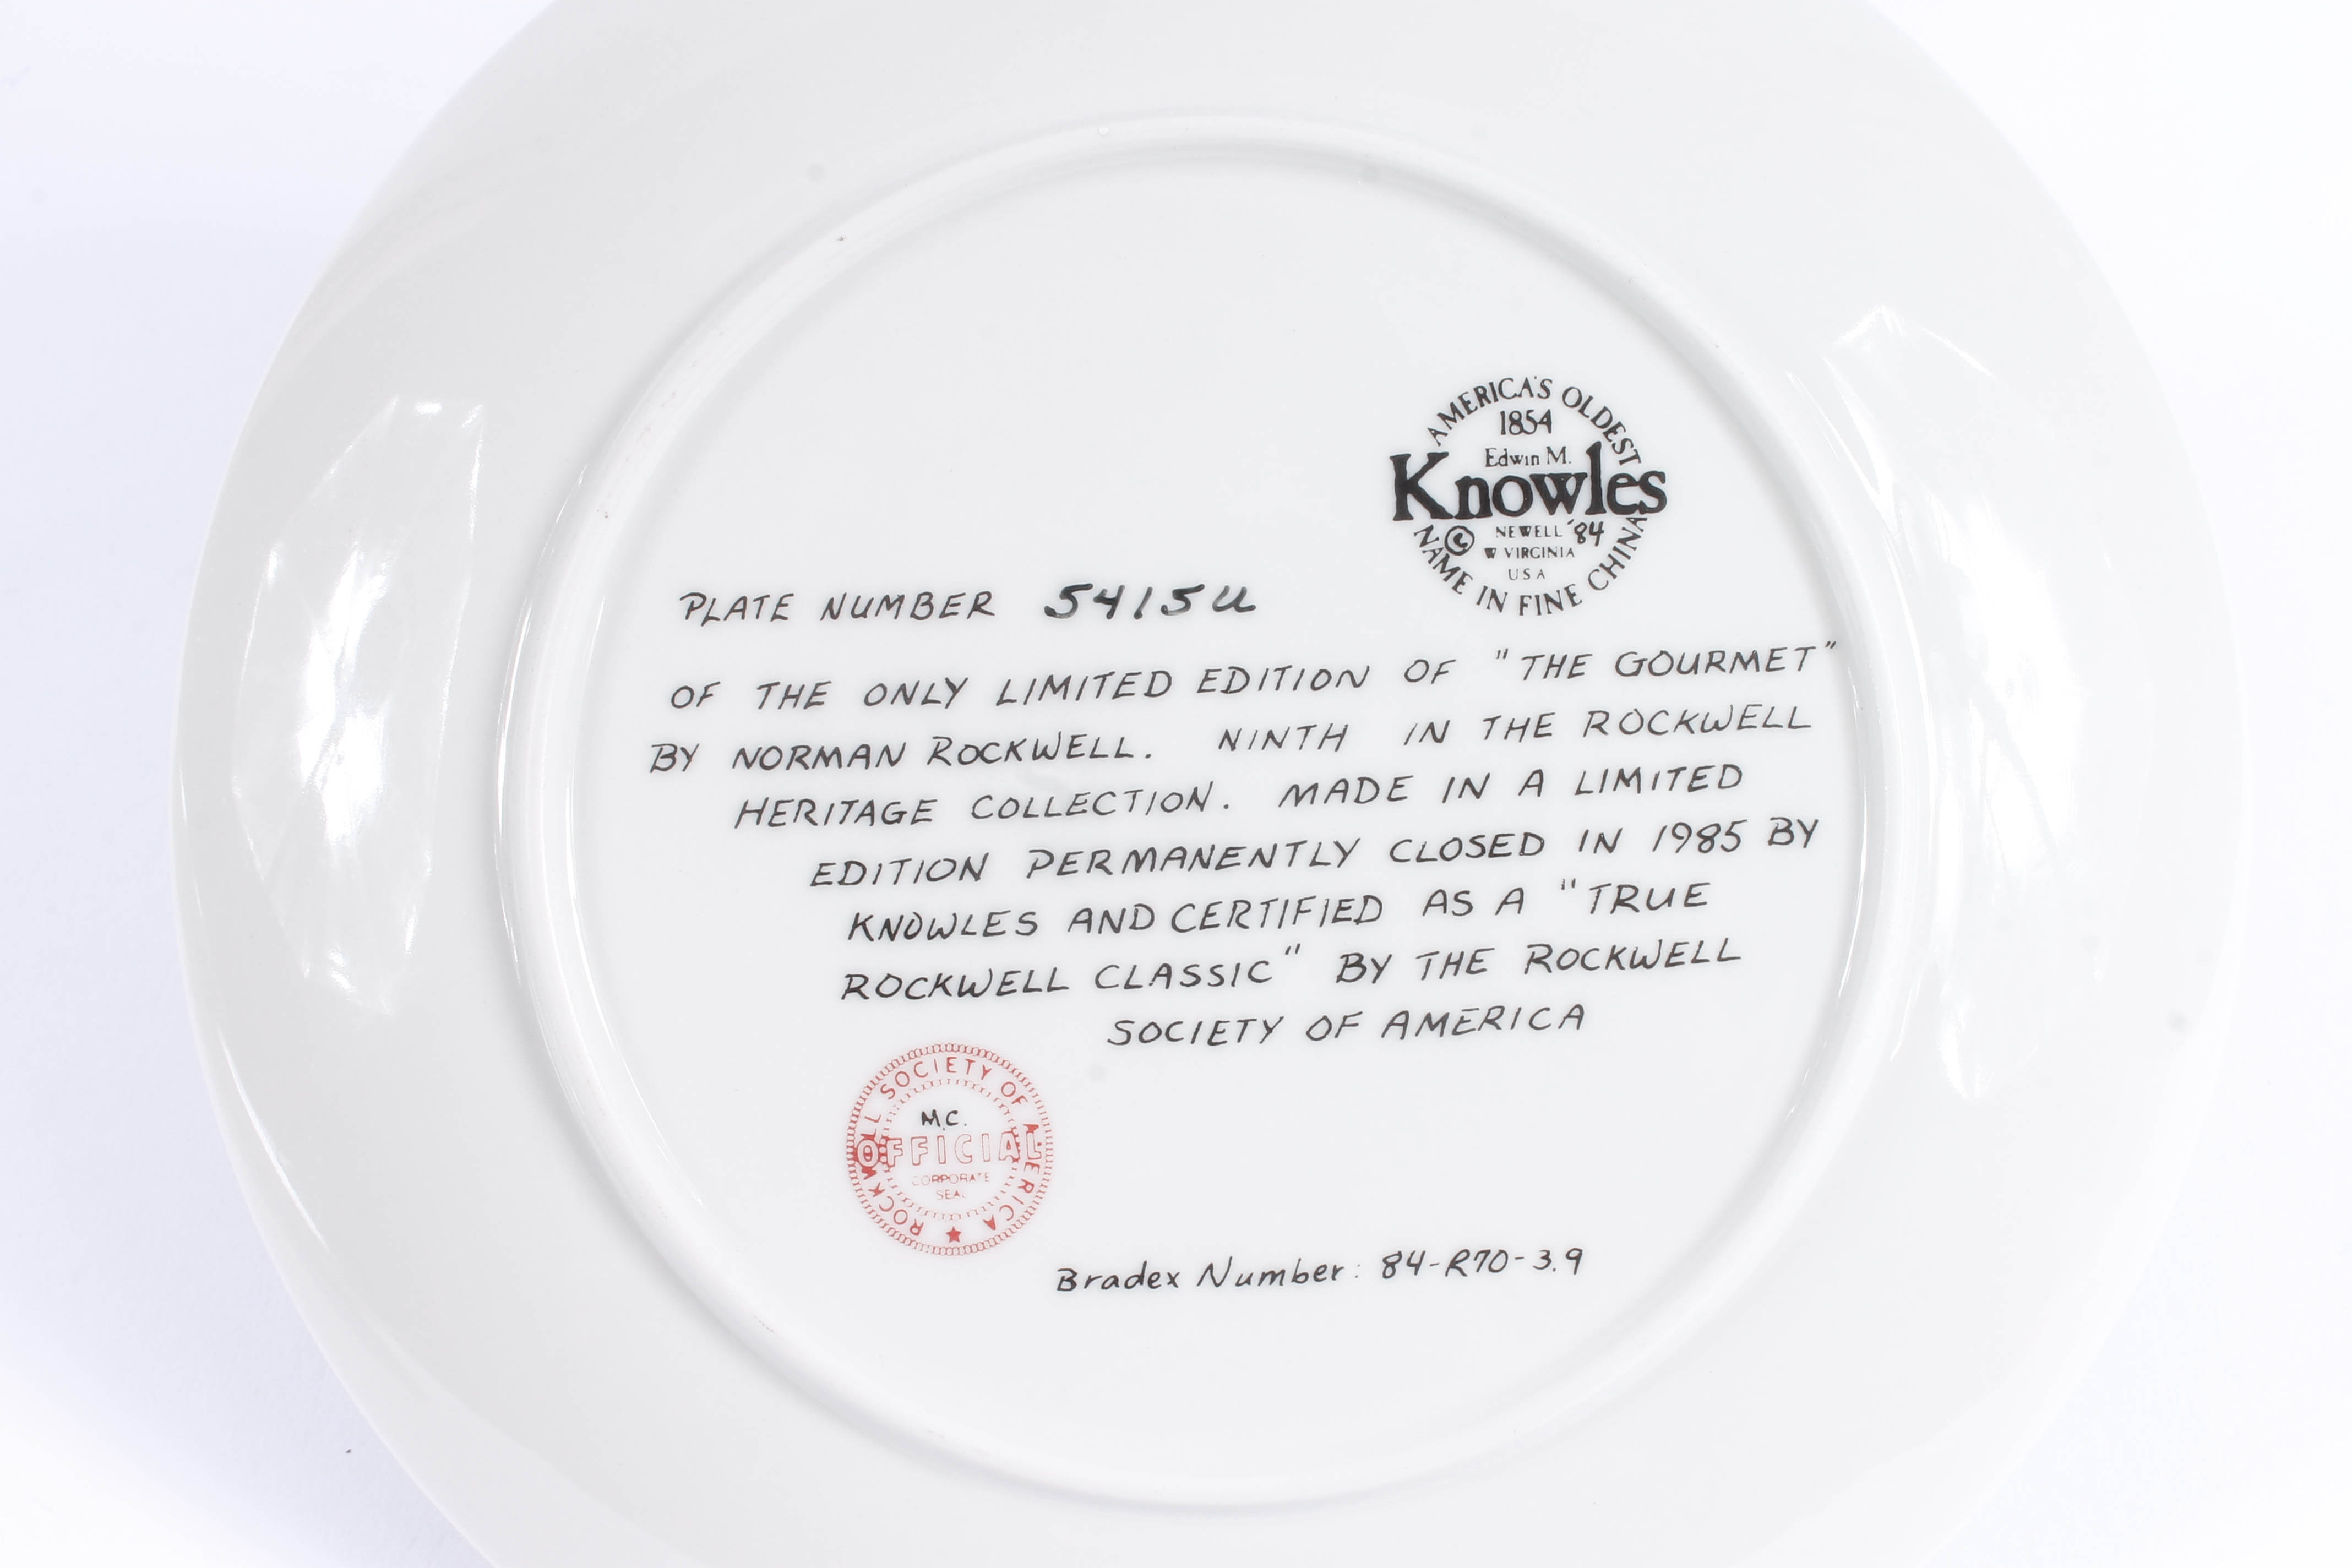 AMERICA'S OLDEST
1854
Edwin M.
Knowles
© NEWELL '84
W VIRGINIA
USA
NAME IN FINE CHINA
PLATE NUMBER 5415U
OF THE ONLY LIMITED EDITION OF "THE GOURMET"
BY NORMAN ROCKWELL. NINTH IN THE ROCKWELL
HERITAGE COLLECTION. MADE IN A LIMITED
EDITION PERMANENTLY CLOSED IN 1985 BY
KNOWLES AND CERTIFIED AS A "TRUE
ROCKWELL CLASSIC" BY THE ROCKWELL
SOCIETY OF AMERICA
ROCKWELL SOCIETY OF AMERICA
M.C.
OFFICIAL
CORPORATE
SEAL
Bradex Number: 84-R70-3.9